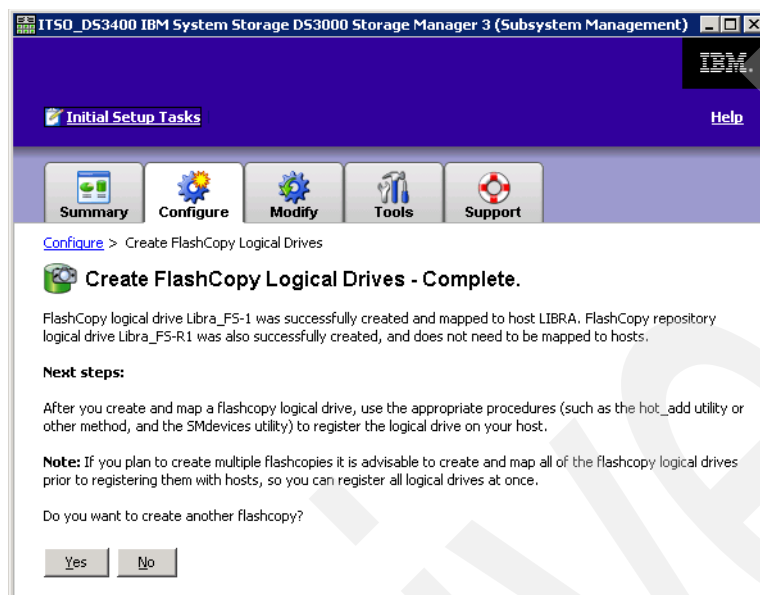 ITSO_DS3400 IBM System Storage DS3000 Storage Manager 3 (Subsystem Management)
IBM.
Initial Setup Tasks
Help
Summary
Configure
Modify
Tools
Support
Configure > Create FlashCopy Logical Drives
Create FlashCopy Logical Drives - Complete.
FlashCopy logical drive Libra_FS-1 was successfully created and mapped to host LIBRA. FlashCopy repository
logical drive Libra_FS-R1 was also successfully created, and does not need to be mapped to hosts.
Next steps:
After you create and map a flashcopy logical drive, use the appropriate procedures (such as the hot_add utility or
other method, and the SMdevices utility) to register the logical drive on your host.
Note: If you plan to create multiple flashcopies it is advisable to create and map all of the flashcopy logical drives
prior to registering them with hosts, so you can register all logical drives at once.
Do you want to create another flashcopy?
Yes
No